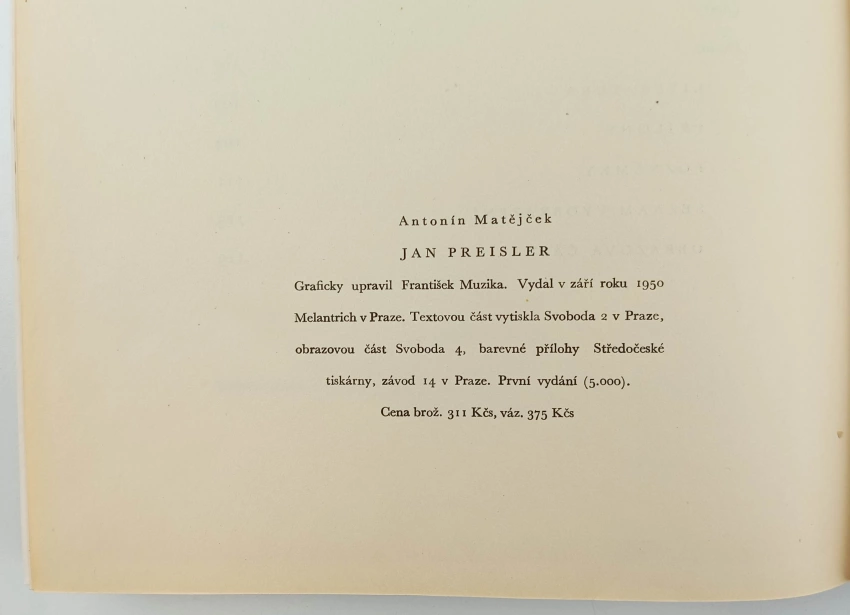 Antonín Matějček
JAN PREISLER
Graficky upravil František Muzika. Vydal v září roku 1950
Melantrich v Praze. Textovou část vytiskla Svoboda 2 v Praze,
obrazovou část Svoboda 4, barevné přílohy Středočeské
tiskárny, závod 14 v Praze. První vydání (5.000).
Cena brož. 311 Kčs, váz. 375 Kčs